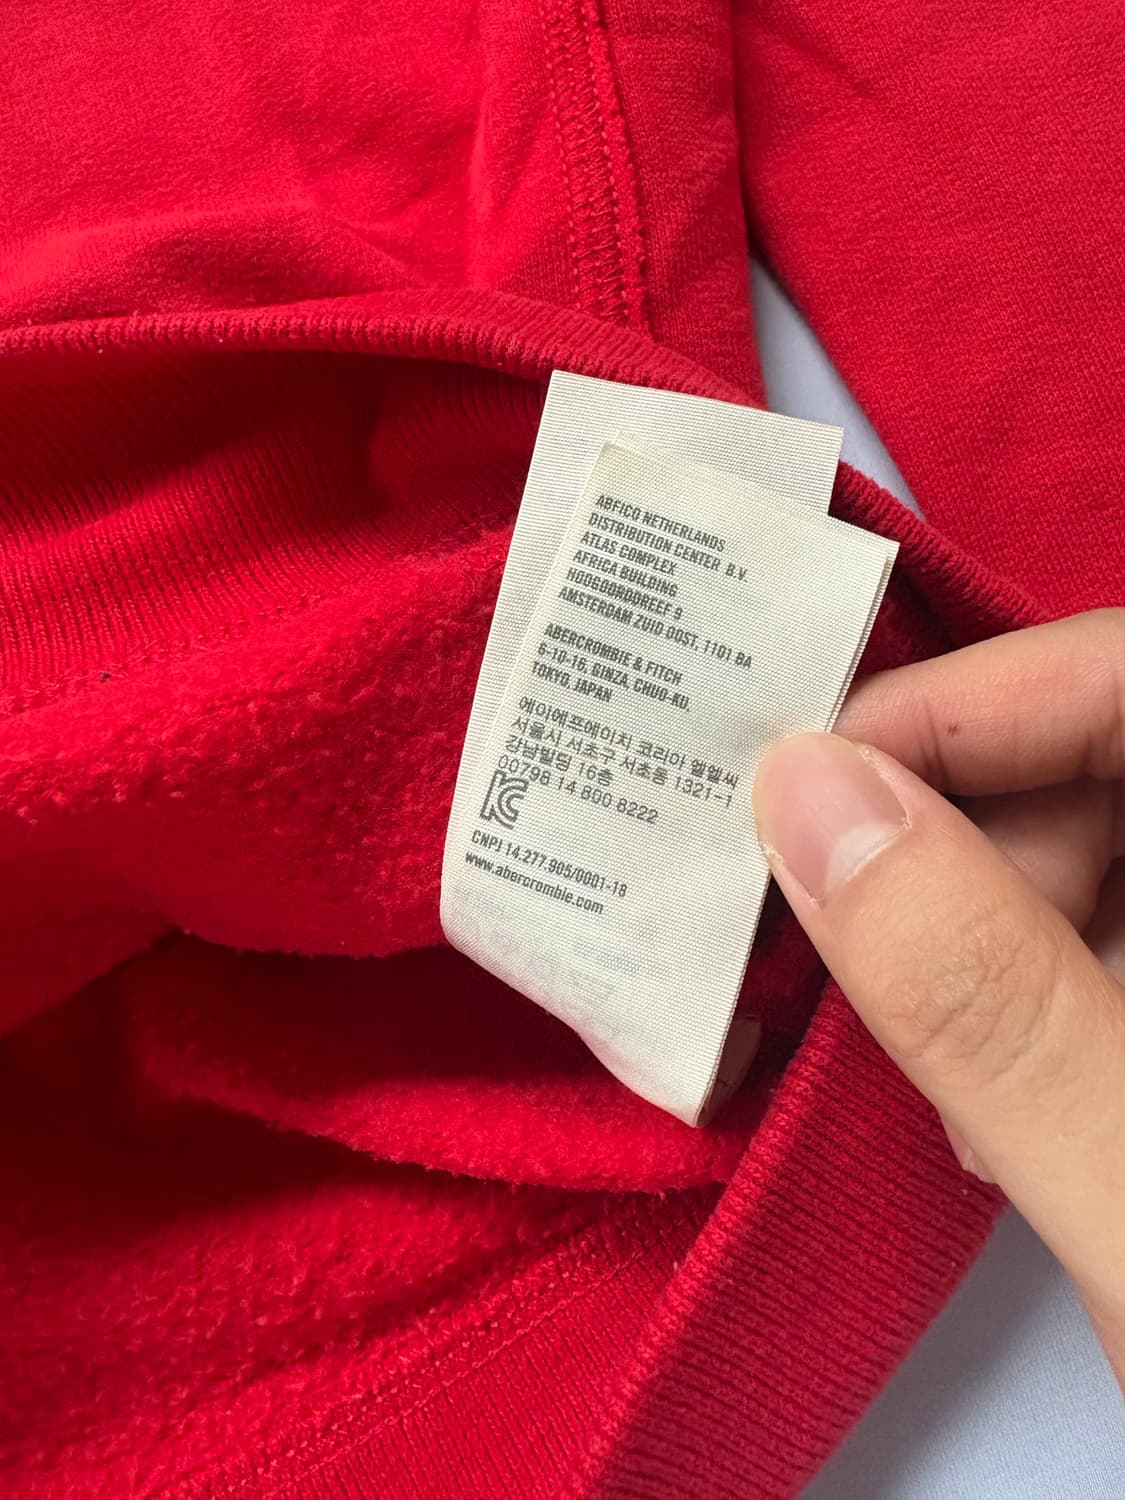 ABFICO NETHERLANDS
DISTRIBUTION CENTER B.V.
ATLAS COMPLEX
AFRICA BUILDING
HOOGOORDDREEF 9
AMSTERDAM ZUID OOST, 1101 BA
ABERCROMBIE & FITCH
6-10-16, GINZA, CHUO-KU,
TOKYO, JAPAN
에이에프에이치 코리아 엘엘씨
서울시 서초구 서초동 1321-1
강남빌딩 16층
00798 14 800 8222
CNPJ 14.277.905/0001-18
www.abercrombie.com